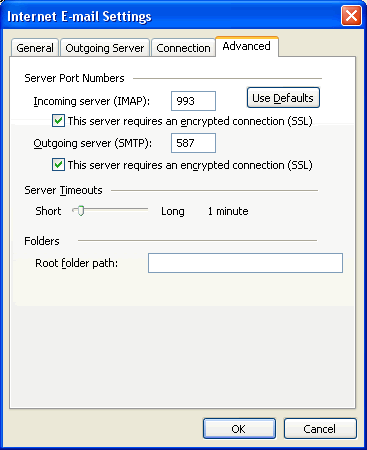 Internet E-mail Settings
General Outgoing Server Connection Advanced
Server Port Numbers
Incoming server (IMAP): 993 Use Defaults
This server requires an encrypted connection (SSL)
Outgoing server (SMTP): 587
This server requires an encrypted connection (SSL)
Server Timeouts
Short Long 1 minute
Folders
Root folder path:
OK Cancel